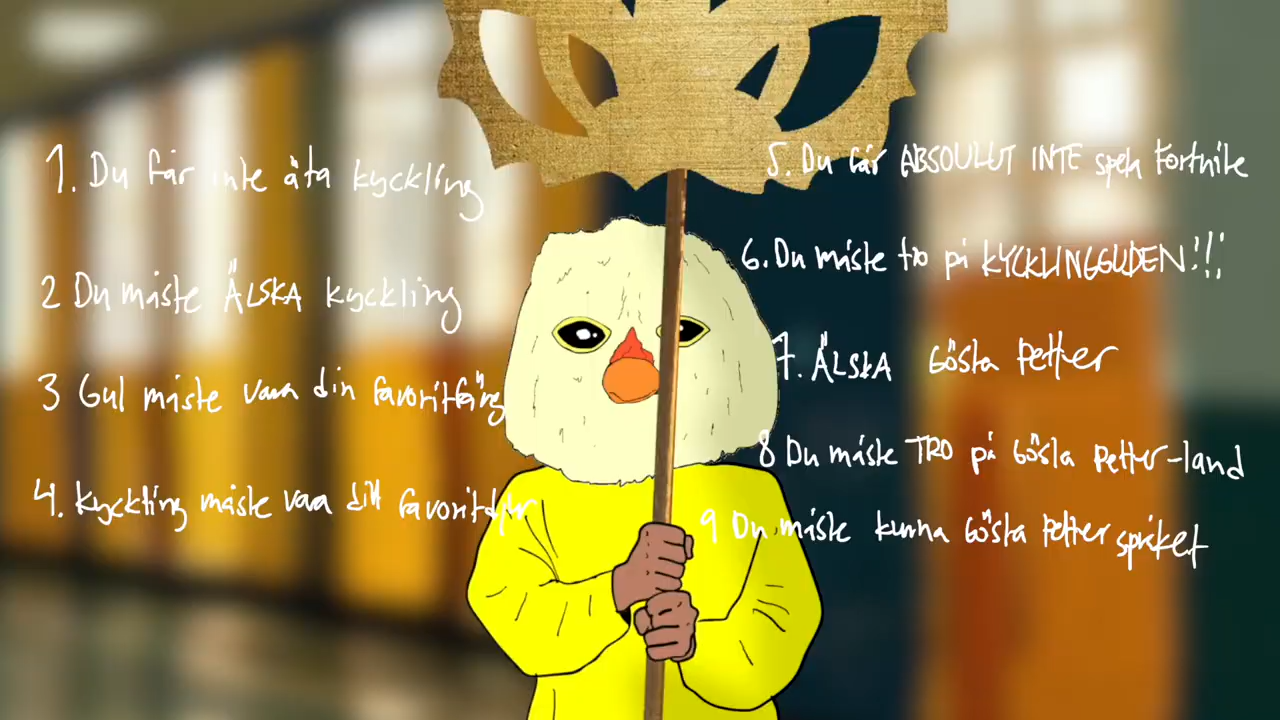 1. Du får inte äta kyckling
2 Du måste ÄLSKA kyckling
3 Gul måste vara din favoritfärg
4. Kyckling måste vara ditt favoritdjur
5. Du får ABSOULUT INTE spela Fortnite
6. Du måste tro på KYCKLINGGUDEN!!!
7. ÄLSKA Gösta Petter
8 Du måste TRO på Gösta Petter-land
9 Du måste kunna Gösta Petter språket